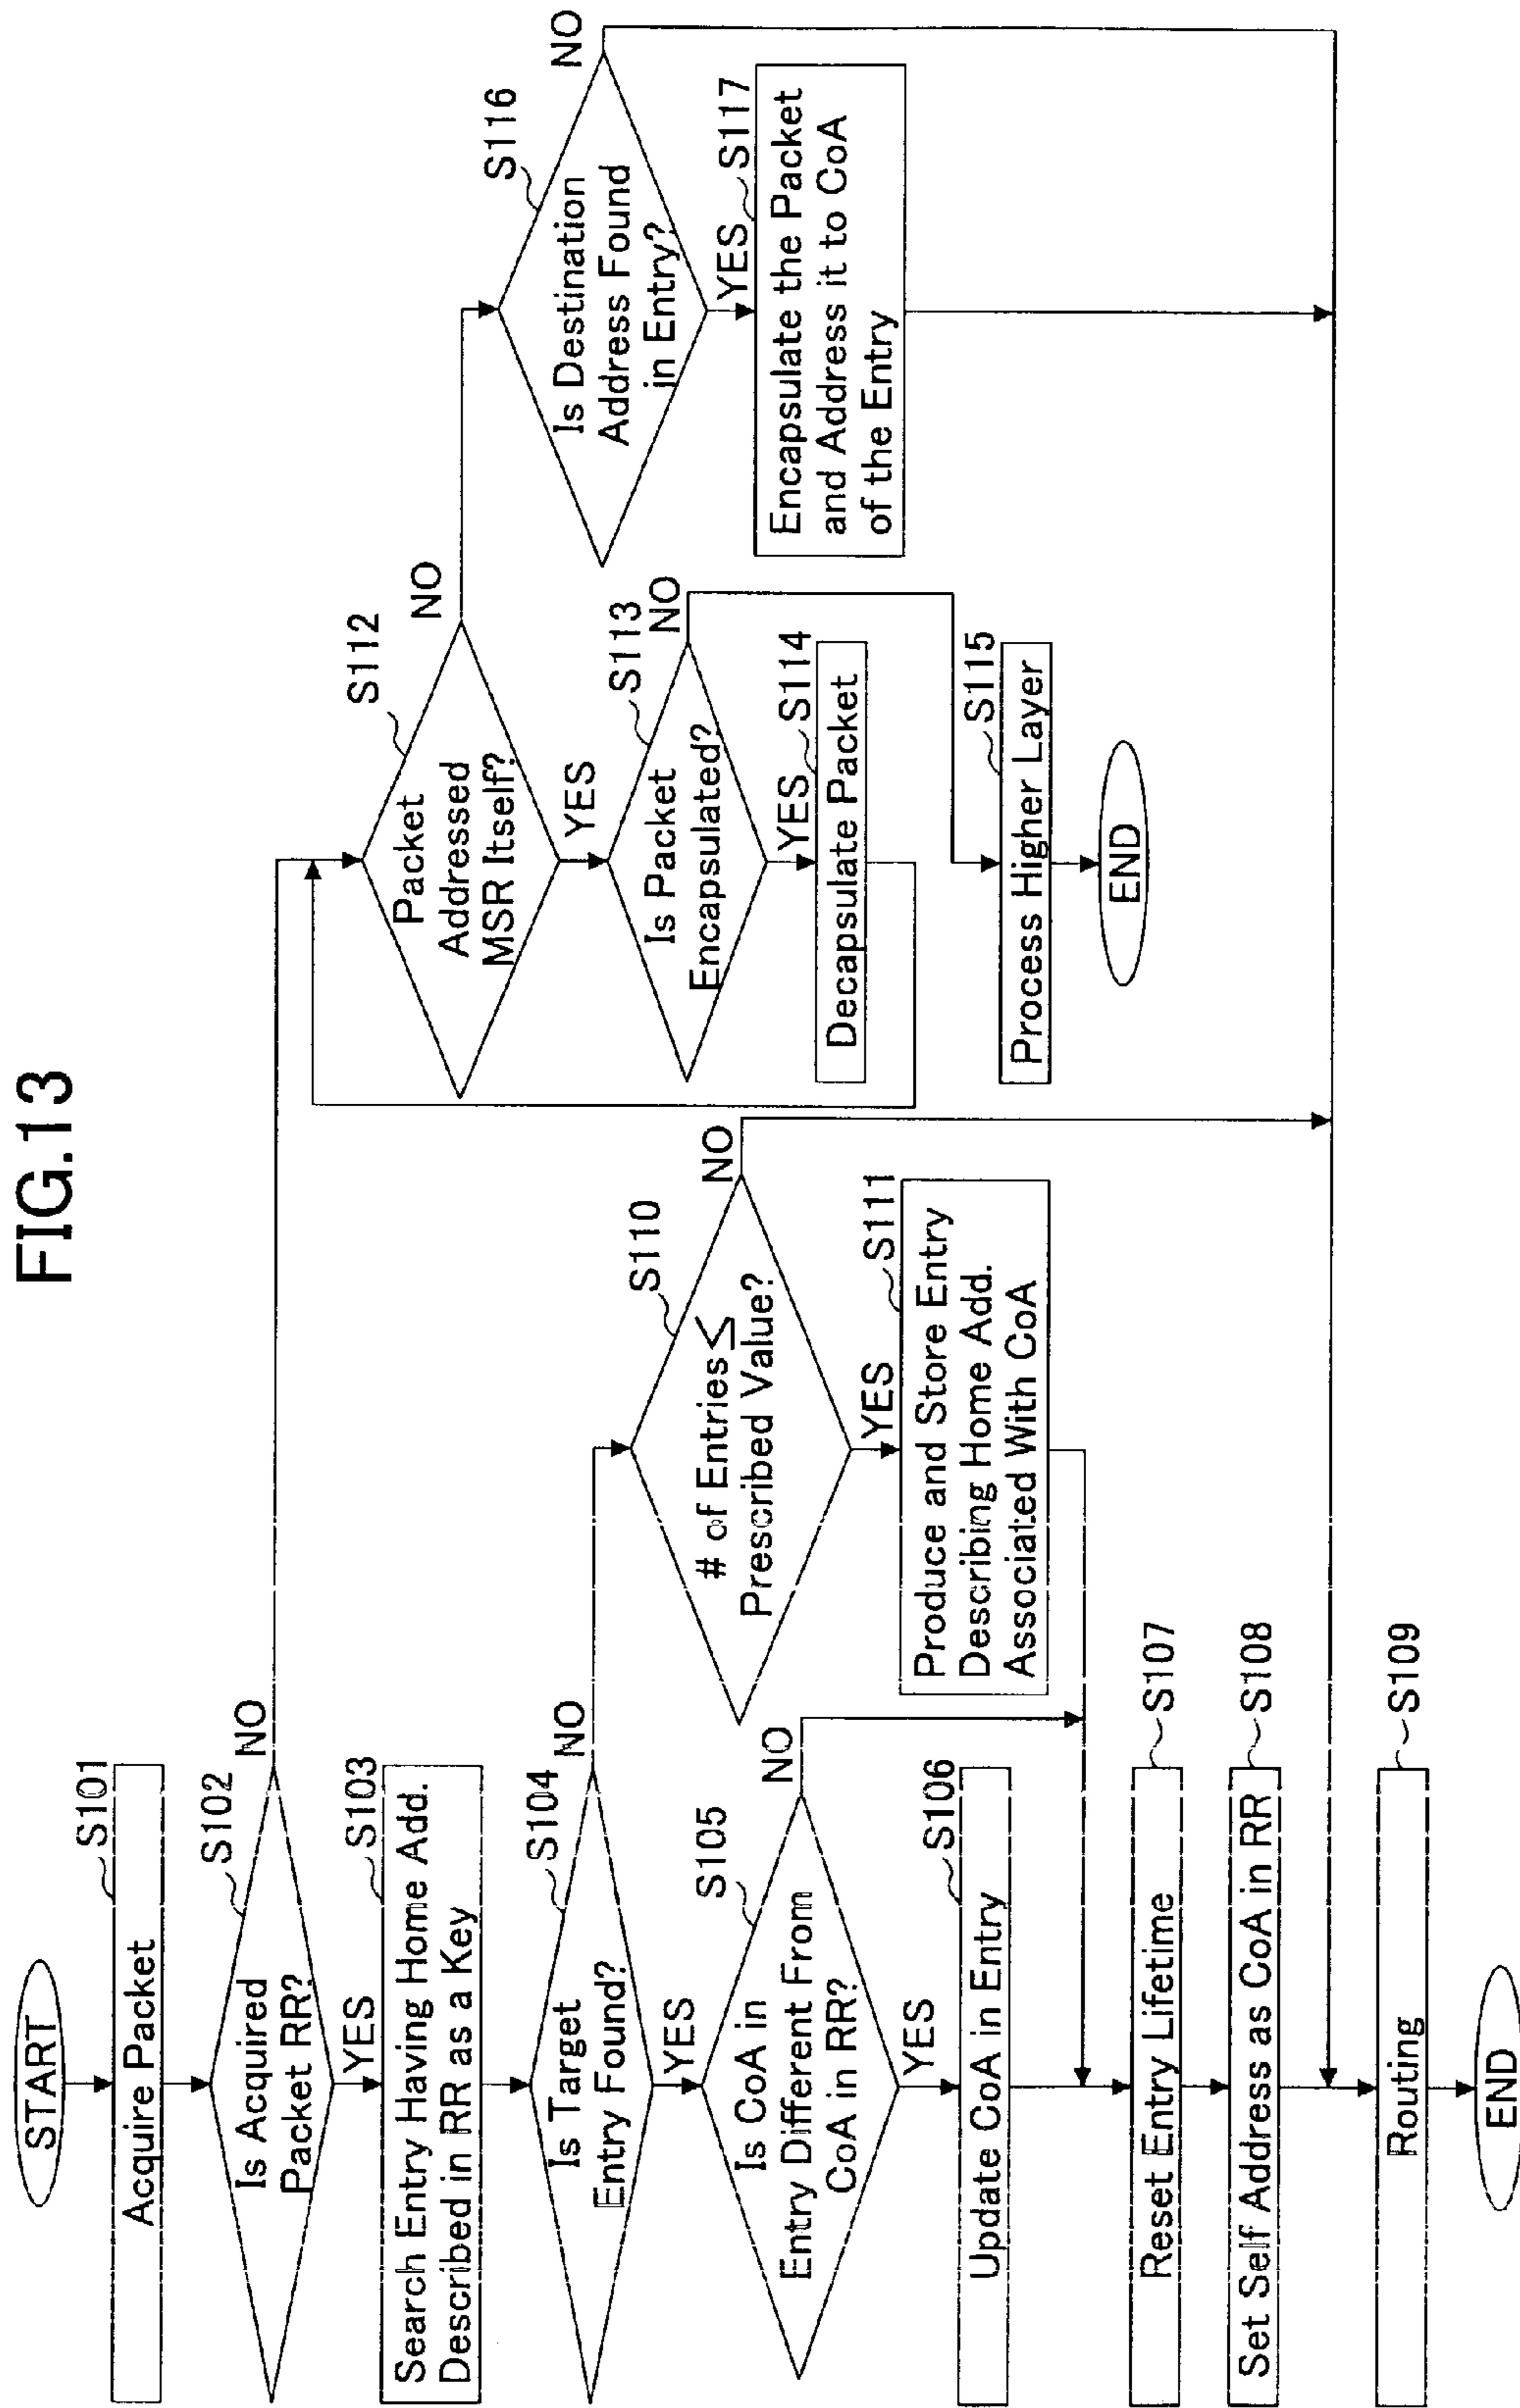 FIG.13
START
S101
Acquire Packet
S102
Is Acquired
Packet RR?
NO
YES
S103
Search Entry Having Home Add.
Described in RR as a Key
S104
Is Target
Entry Found?
NO
YES
S105
Is CoA in
Entry Different From
CoA in RR?
NO
YES
S106
Update CoA in Entry
S107
Reset Entry Lifetime
S108
Set Self Address as CoA in RR
S109
Routing
END
S110
# of Entries≤
Prescribed Value?
NO
YES
S111
Produce and Store Entry
Describing Home Add.
Associated With CoA
S112
Packet
Addressed
MSR Itself?
NO
YES
S113
Is Packet
Encapsulated?
NO
YES
S114
Decapsulate Packet
S115
Process Higher Layer
END
S116
Is Destination
Address Found
in Entry?
NO
YES
S117
Encapsulate the Packet
and Address it to CoA
of the Entry